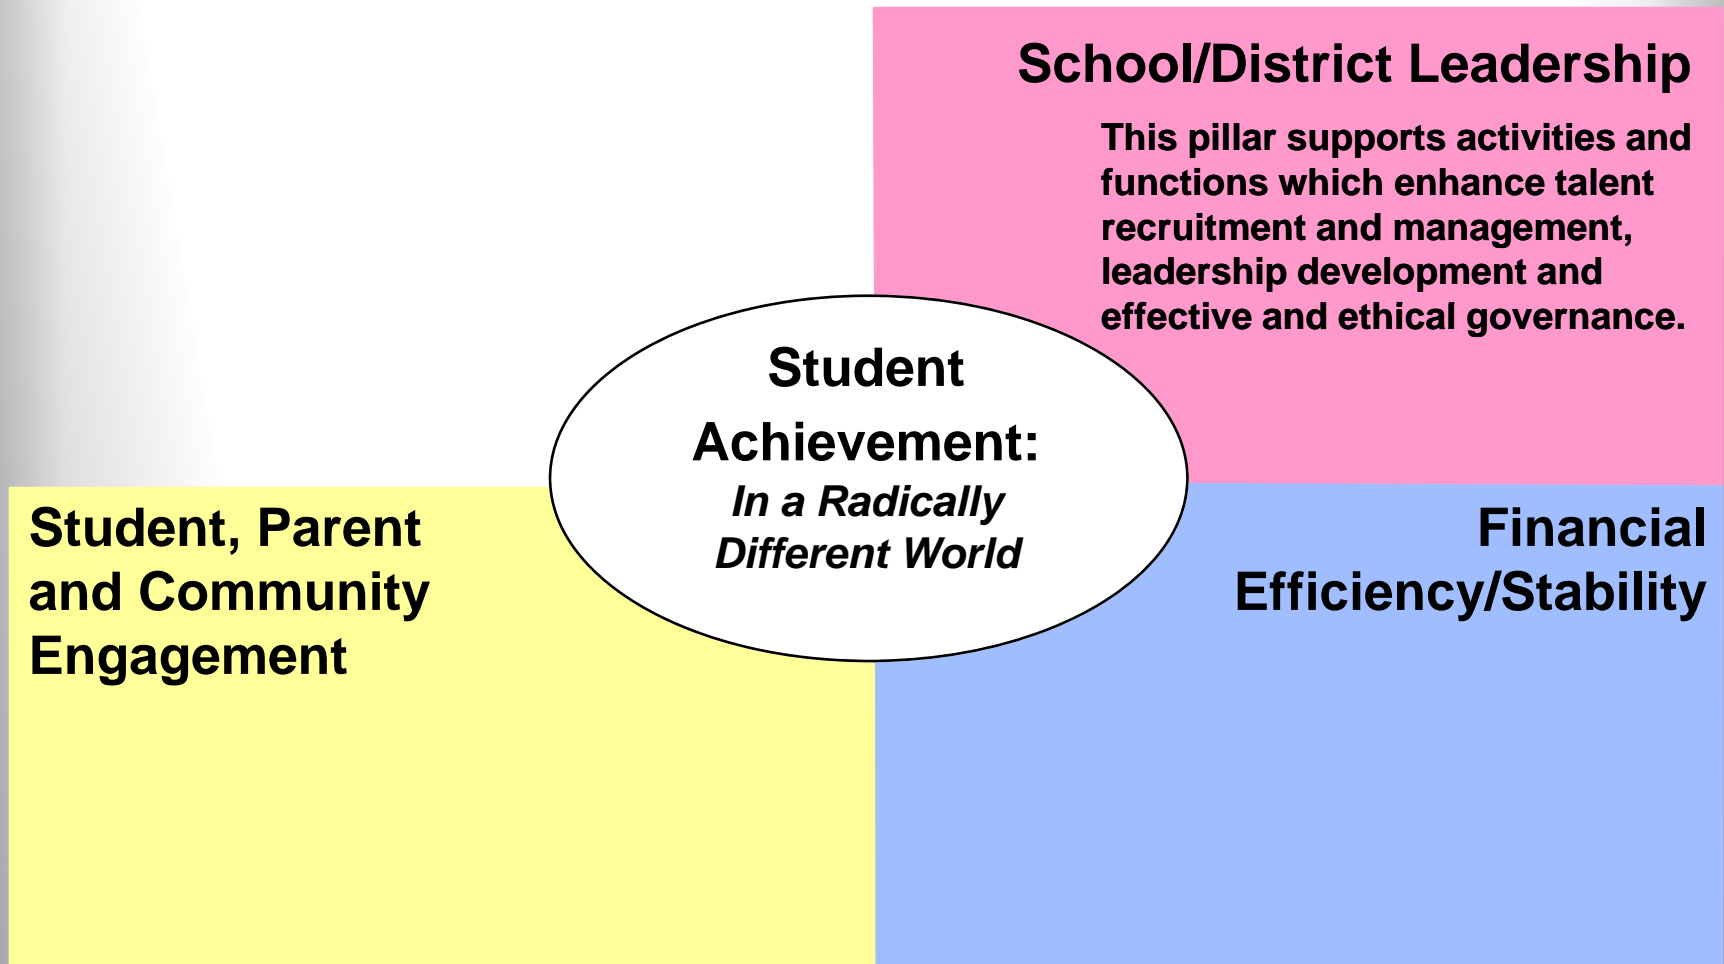 School/District Leadership
This pillar supports activities and
functions which enhance talent
recruitment and management,
leadership development and
effective and ethical governance.
Student
Achievement:
In a Radically
Different World
Student, Parent
and Community
Engagement
Financial
Efficiency/Stability